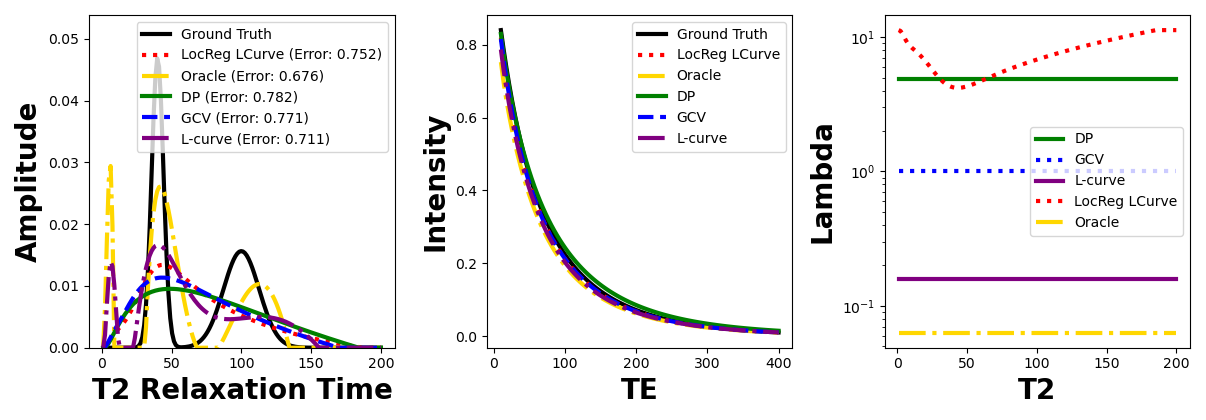 Amplitude
0.05
0.04
0.03
0.02
0.01
0.00
Ground Truth
LocReg LCurve (Error: 0.752)
Oracle (Error: 0.676)
DP (Error: 0.782)
GCV (Error: 0.771)
L-curve (Error: 0.711)
0 50 100 150 200
T2 Relaxation Time
Intensity
0.8
0.6
0.4
0.2
0.0
Ground Truth
LocReg LCurve
Oracle
DP
GCV
L-curve
0 100 200 300 400
TE
Lambda
10¹
10⁰
10⁻¹
DP
GCV
L-curve
LocReg LCurve
Oracle
0 50 100 150 200
T2